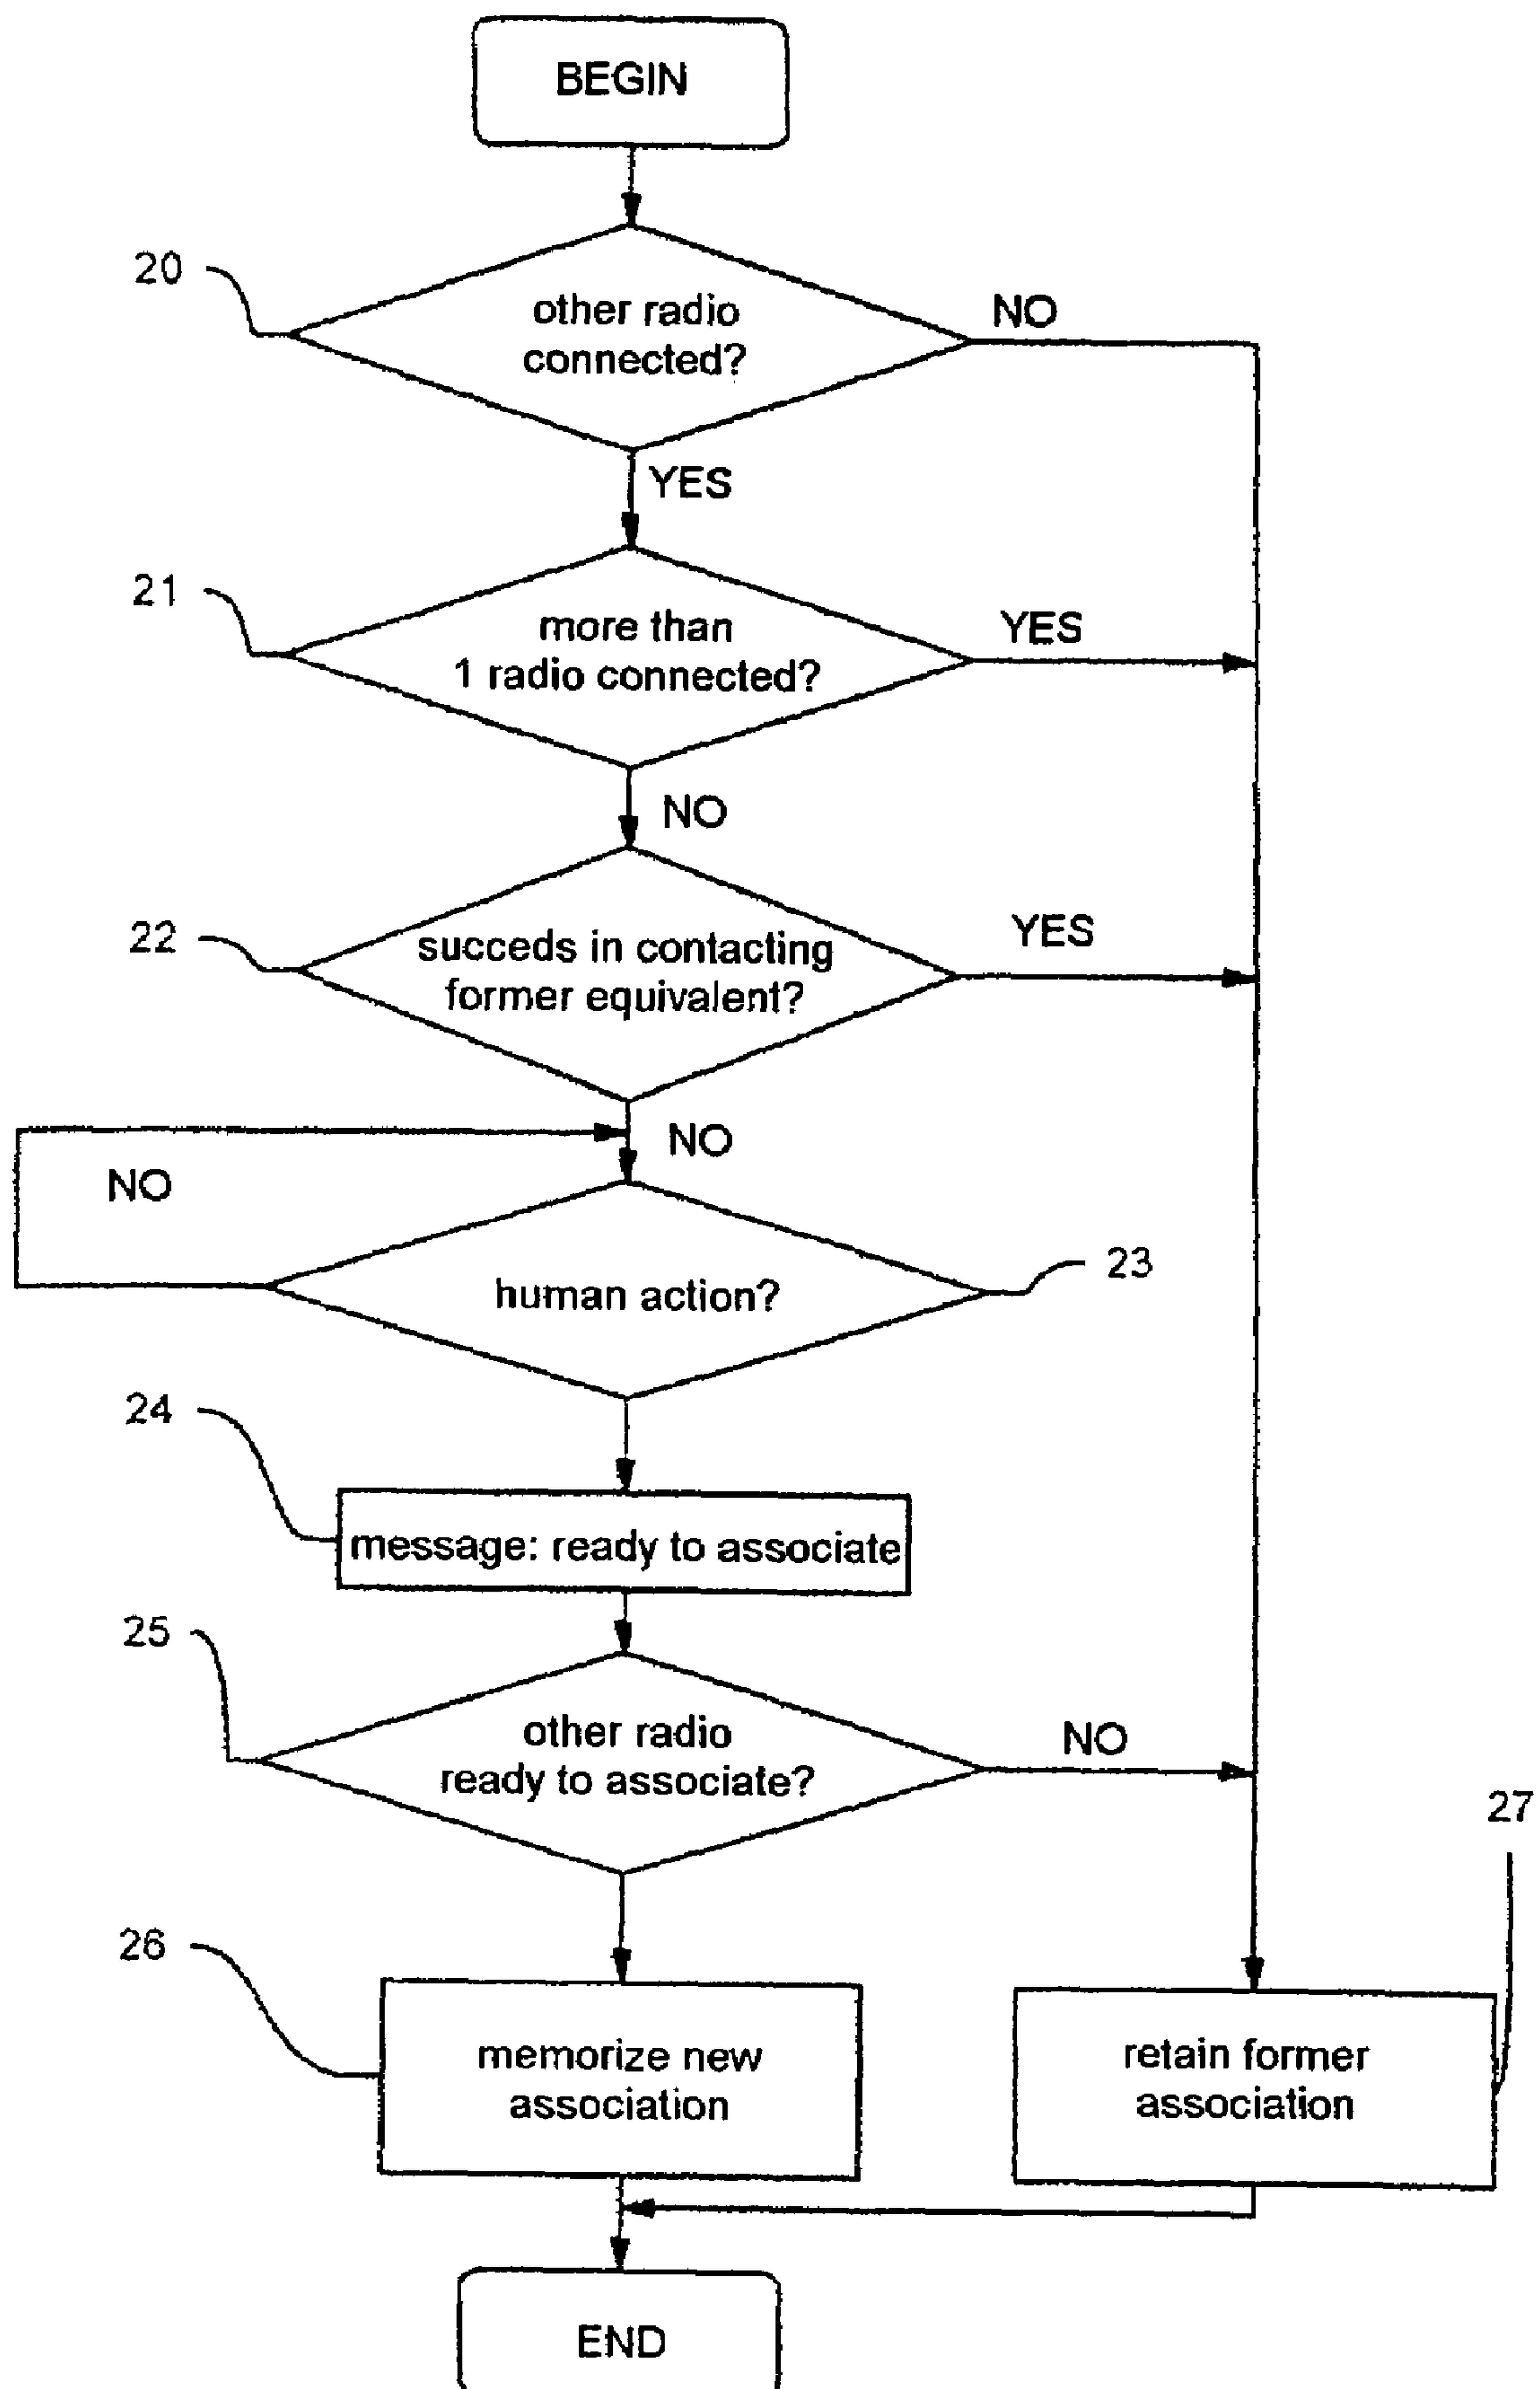 BEGIN
20
other radio
connected?
NO
YES
21
more than
1 radio connected?
YES
NO
22
succeds in contacting
former equivalent?
YES
NO
NO
human action?
23
24
message: ready to associate
25
other radio
ready to associate?
NO
27
26
memorize new
association
retain former
association
END